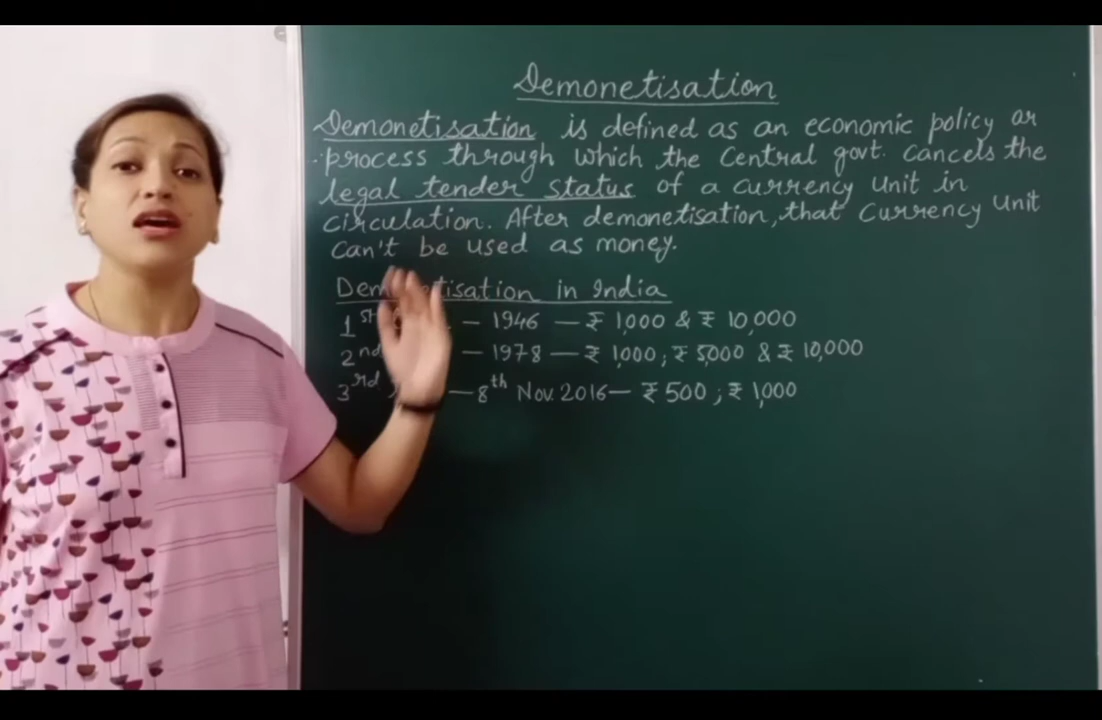 Demonetisation
Demonetisation is defined as an economic policy or
process through which the Central govt. Cancels the
legal tender status of a currency unit in
circulation. After demonetisation, that currency unit
can't be used as money.
Demonetisation in India
1st — 1946 — ₹ 1,000 & ₹ 10,000
2nd — 1978 — ₹ 1,000 ; ₹ 5,000 & ₹ 10,000
3rd — 8th Nov. 2016 — ₹ 500 ; ₹ 1,000